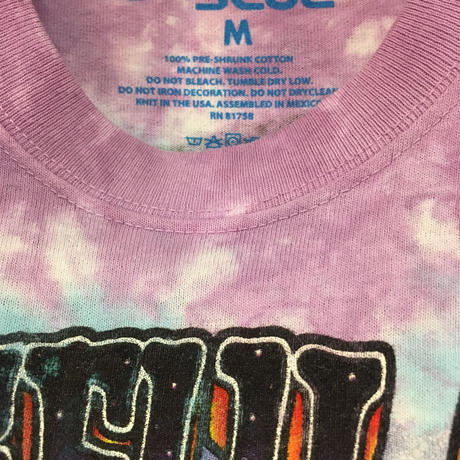 M
100% PRE-SHRUNK COTTON
MACHINE WASH COLD.
DO NOT BLEACH. TUMBLE DRY LOW.
DO NOT IRON DECORATION. DO NOT DRYCLEAN
KNIT IN THE USA. ASSEMBLED IN MEXICO
RN 81758